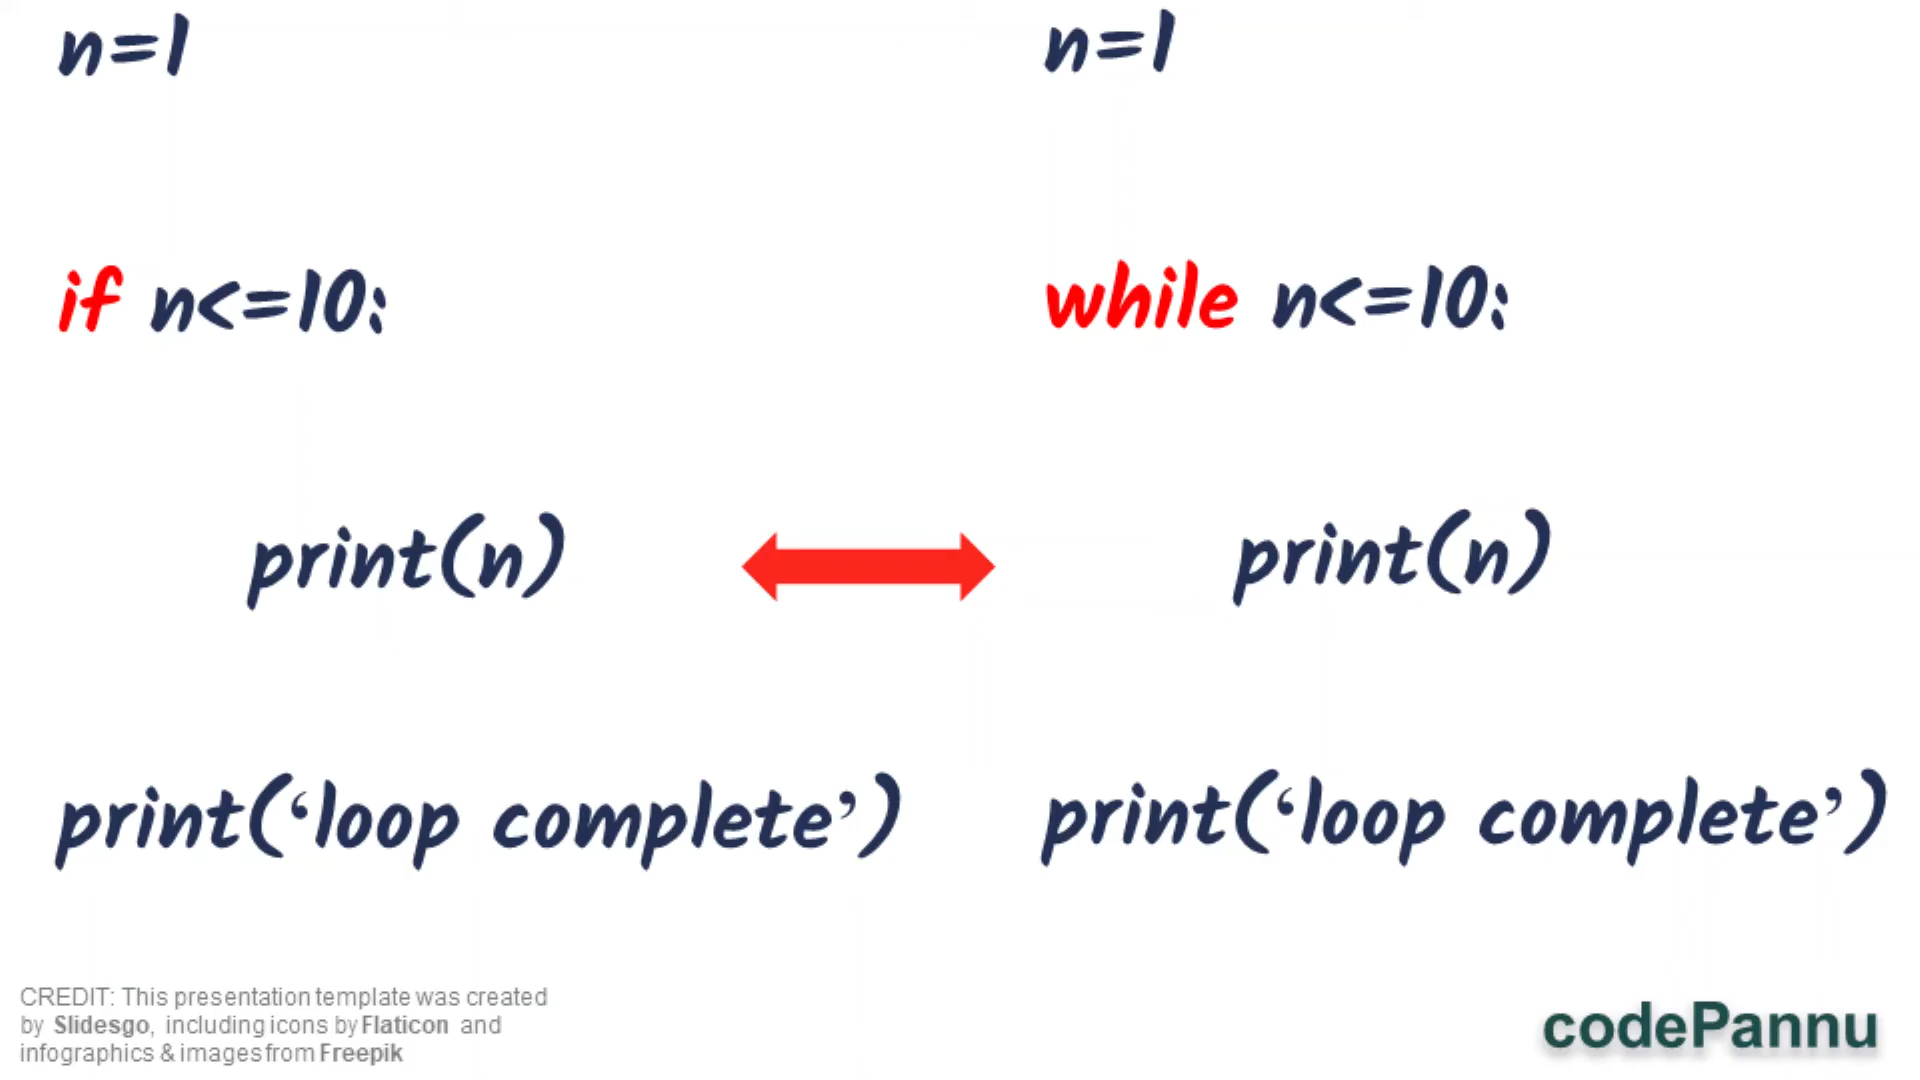 n=1
if n<=10:
print(n)
print(‘loop complete’)
n=1
while n<=10:
print(n)
print(‘loop complete’)
CREDIT: This presentation template was created
by Slidesgo, including icons by Flaticon and
infographics & images from Freepik
codePannu